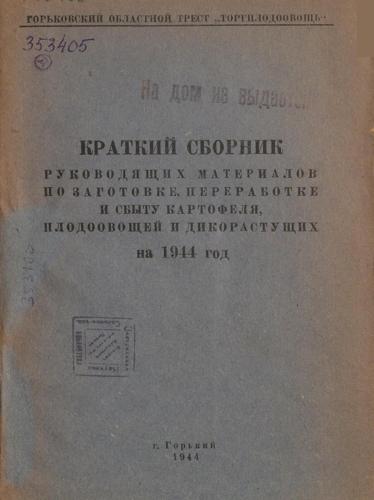 ГОРЬКОВСКИЙ ОБЛАСТНОЙ ТРЕСТ „ТОРГПЛОДООВОЩЬ“
353405
На дом не выдается
КРАТКИЙ СБОРНИК
РУКОВОДЯЩИХ МАТЕРИАЛОВ
ПО ЗАГОТОВКЕ, ПЕРЕРАБОТКЕ
И СБЫТУ КАРТОФЕЛЯ,
ПЛОДООВОЩЕЙ И ДИКОРАСТУЩИХ
на 1944 год
г. Горький
1944